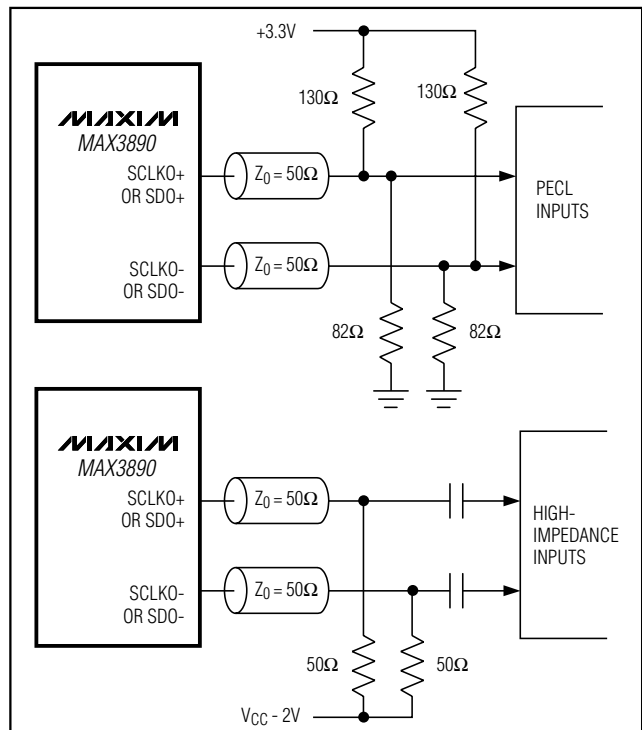 +3.3V
130Ω
130Ω
MAXIM
MAX3890
SCLKO+
OR SDO+
Z0 = 50Ω
PECL
INPUTS
SCLKO-
OR SDO-
Z0 = 50Ω
82Ω
82Ω
MAXIM
MAX3890
SCLKO+
OR SDO+
Z0 = 50Ω
HIGH-
IMPEDANCE
INPUTS
SCLKO-
OR SDO-
Z0 = 50Ω
50Ω
50Ω
VCC - 2V